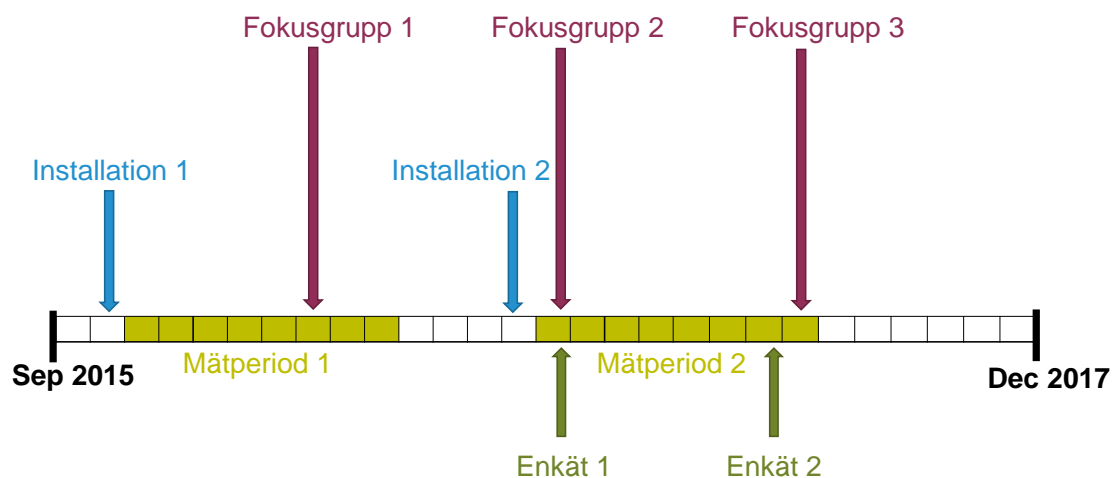 Fokusgrupp 1
Fokusgrupp 2
Fokusgrupp 3
Installation 1
Installation 2
Mätperiod 1
Mätperiod 2
Sep 2015
Dec 2017
Enkät 1
Enkät 2